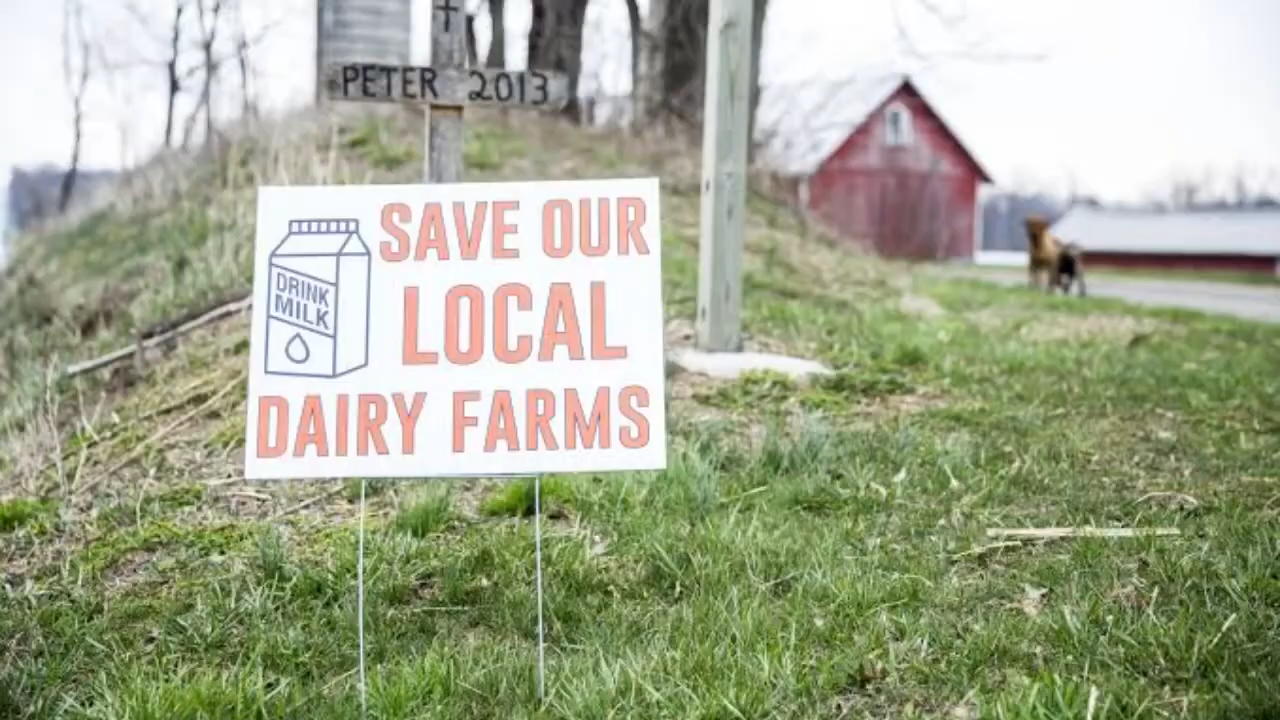 PETER 2013
SAVE OUR
LOCAL
DAIRY FARMS
DRINK
MILK